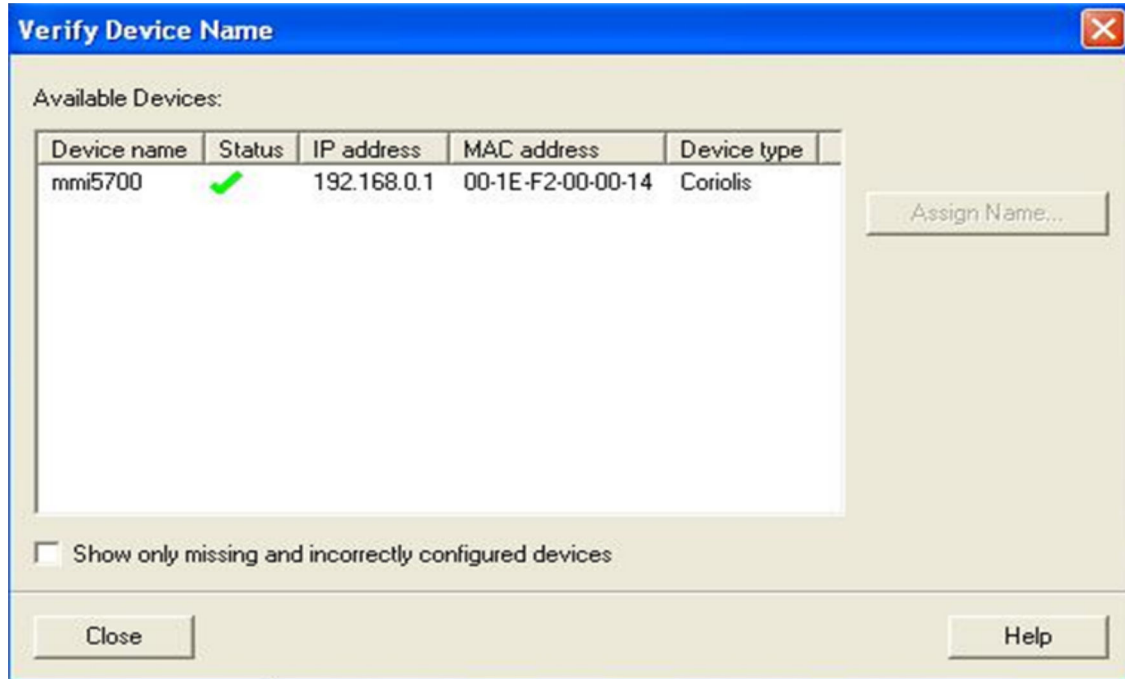 Verify Device Name
Available Devices:
Device name Status IP address MAC address Device type
mmi5700 192.168.0.1 00-1E-F2-00-00-14 Coriolis
Assign Name...
Show only missing and incorrectly configured devices
Close Help